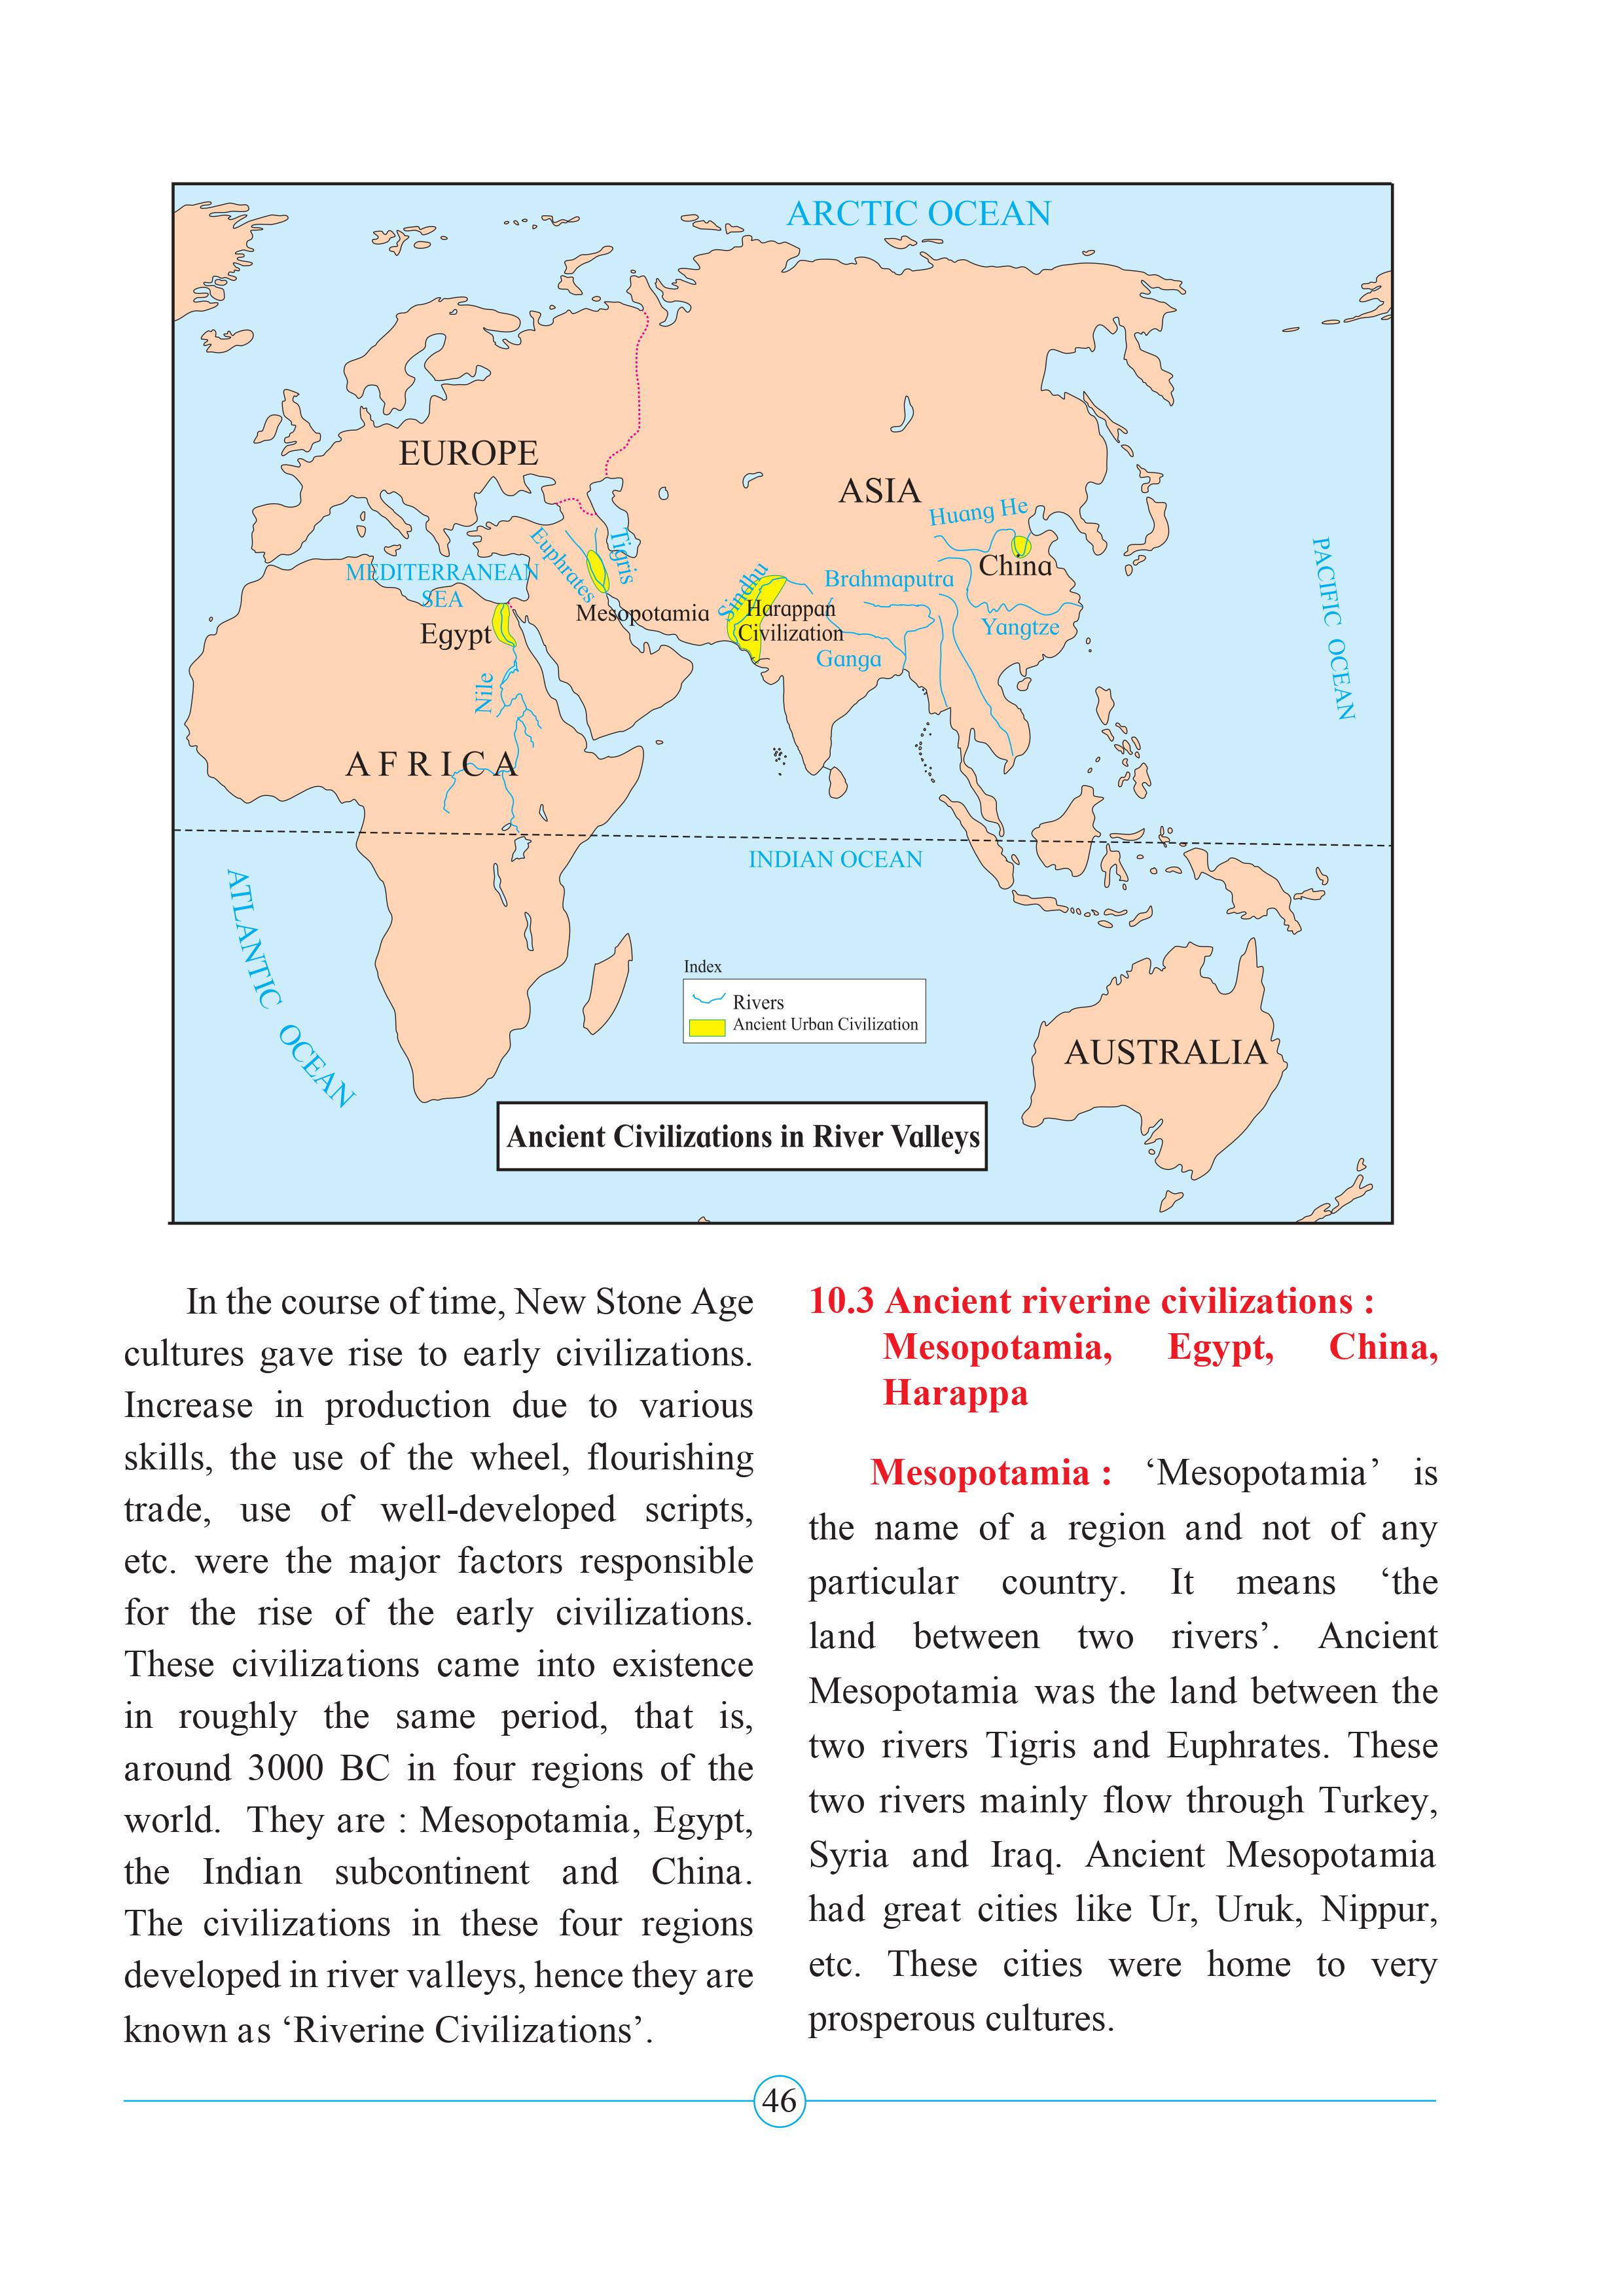 ARCTIC OCEAN
EUROPE
ASIA
Huang He
China
Euphrates
Tigris
MEDITERRANEAN
SEA
Sindhu
Brahmaputra
Mesopotamia
Harappan
Civilization
Yangtze
Egypt
Ganga
Nile
PACIFIC OCEAN
AFRICA
INDIAN OCEAN
ATLANTIC OCEAN
Index
Rivers
Ancient Urban Civilization
AUSTRALIA
Ancient Civilizations in River Valleys
In the course of time, New Stone Age
cultures gave rise to early civilizations.
Increase in production due to various
skills, the use of the wheel, flourishing
trade, use of well-developed scripts,
etc. were the major factors responsible
for the rise of the early civilizations.
These civilizations came into existence
in roughly the same period, that is,
around 3000 BC in four regions of the
world. They are : Mesopotamia, Egypt,
the Indian subcontinent and China.
The civilizations in these four regions
developed in river valleys, hence they are
known as ‘Riverine Civilizations’.
10.3 Ancient riverine civilizations :
Mesopotamia, Egypt, China,
Harappa
Mesopotamia : ‘Mesopotamia’ is
the name of a region and not of any
particular country. It means ‘the
land between two rivers’. Ancient
Mesopotamia was the land between the
two rivers Tigris and Euphrates. These
two rivers mainly flow through Turkey,
Syria and Iraq. Ancient Mesopotamia
had great cities like Ur, Uruk, Nippur,
etc. These cities were home to very
prosperous cultures.
46